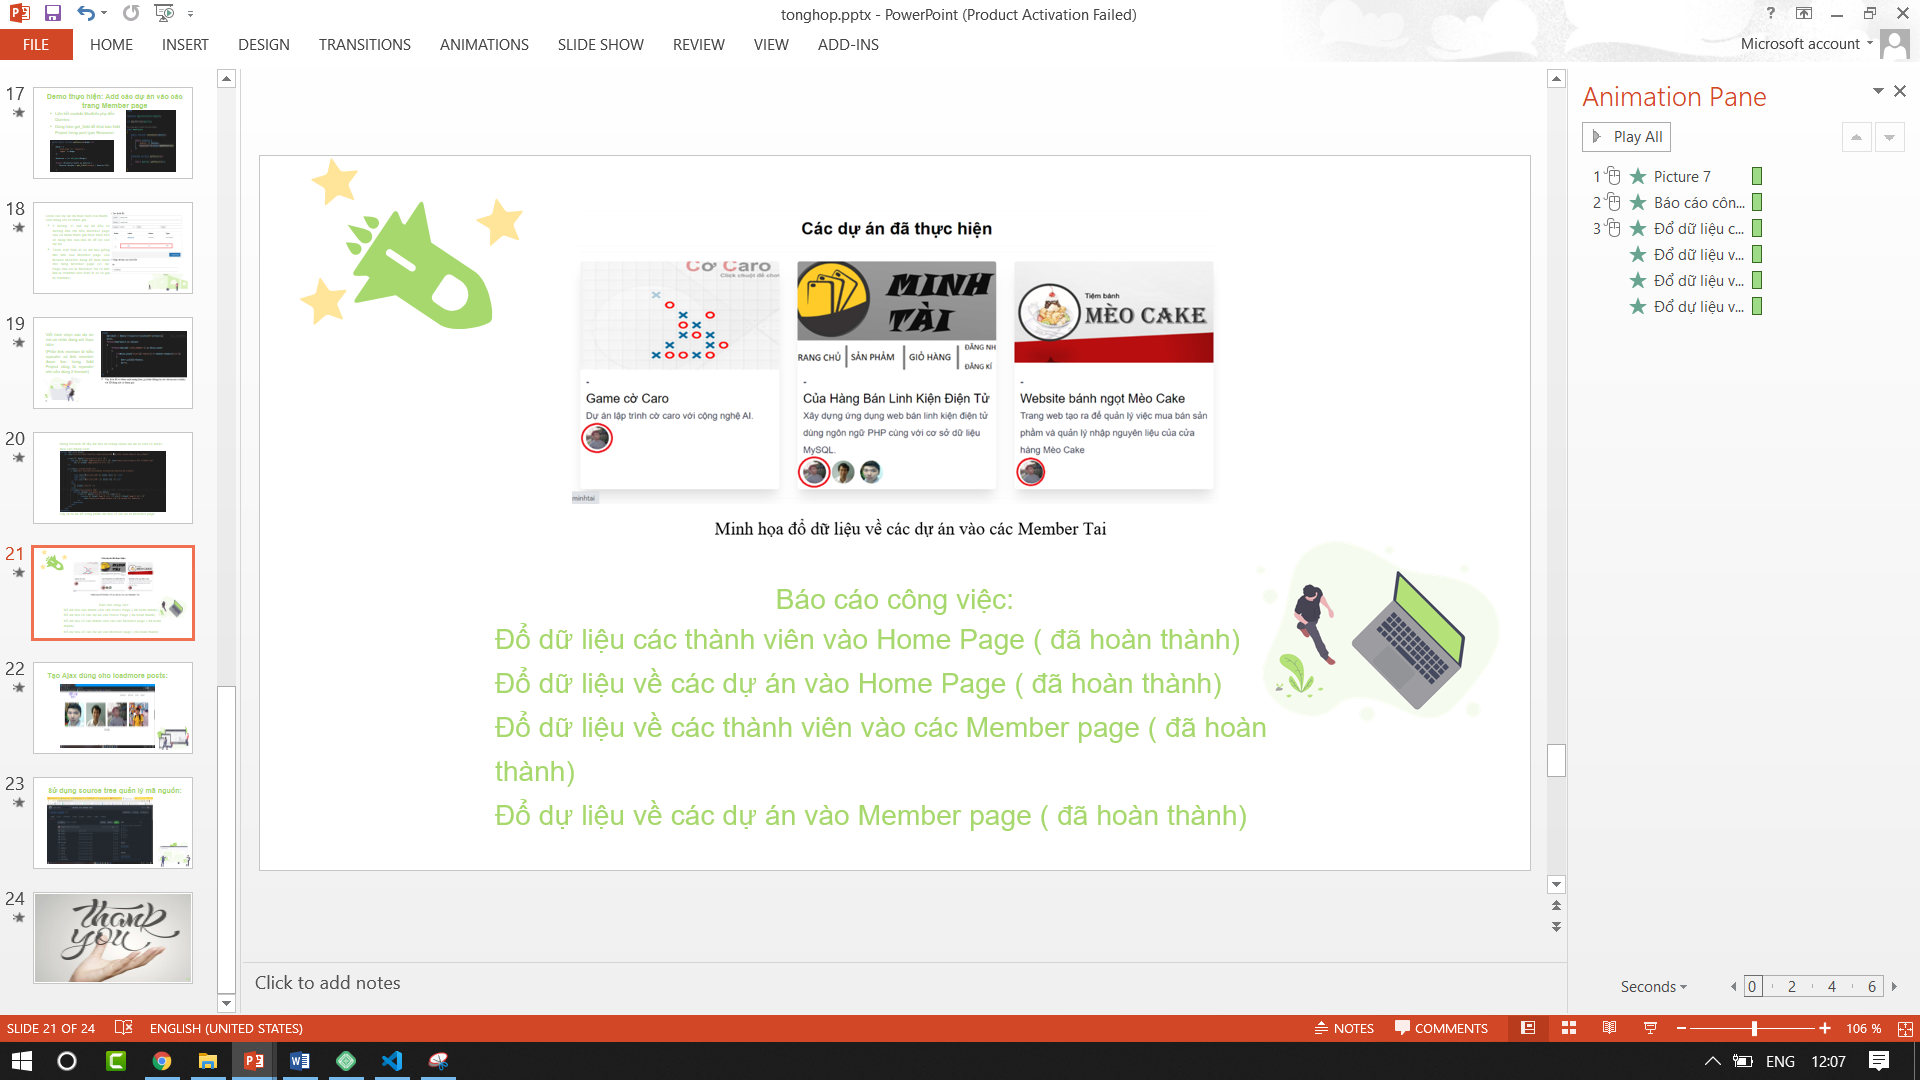 tonghop.pptx - PowerPoint (Product Activation Failed)
FILE HOME INSERT DESIGN TRANSITIONS ANIMATIONS SLIDE SHOW REVIEW VIEW ADD-INS
Microsoft account
17
Demo thực hiện: Add các dự án vào các
trang Member page
18
19
20
21
22
Tạo Ajax dùng cho loadmore posts:
23
Sử dụng sourse tree quản lý mã nguồn:
24
thank
you
Các dự án đã thực hiện
Cờ Caro
Click chuột để chơi
-
Game cờ Caro
Dự án lập trình cờ caro với cộng nghệ AI.
MINH
TÀI
RANG CHỦ
SẢN PHẨM
GIỎ HÀNG
ĐĂNG NH
ĐĂNG KÍ
-
Của Hàng Bán Linh Kiện Điện Tử
Xây dựng ứng dụng web bán linh kiện điện tử
dùng ngôn ngữ PHP cùng với cơ sở dữ liệu
MySQL.
Tiệm bánh
MÈO CAKE
-
Website bánh ngọt Mèo Cake
Trang web tạo ra để quản lý việc mua bán sản
phẩm và quản lý nhập nguyên liệu của cửa
hàng Mèo Cake
minhtai
Minh họa đổ dữ liệu về các dự án vào các Member Tai
Báo cáo công việc:
Đổ dữ liệu các thành viên vào Home Page ( đã hoàn thành)
Đổ dữ liệu về các dự án vào Home Page ( đã hoàn thành)
Đổ dữ liệu về các thành viên vào các Member page ( đã hoàn
thành)
Đổ dự liệu về các dự án vào Member page ( đã hoàn thành)
Click to add notes
Animation Pane
Play All
1 Picture 7
2 Báo cáo côn...
3 Đổ dữ liệu c...
Đổ dữ liệu v...
Đổ dữ liệu v...
Đổ dự liệu v...
Seconds 0 2 4 6
SLIDE 21 OF 24 ENGLISH (UNITED STATES) NOTES COMMENTS 106 %
ENG 12:07